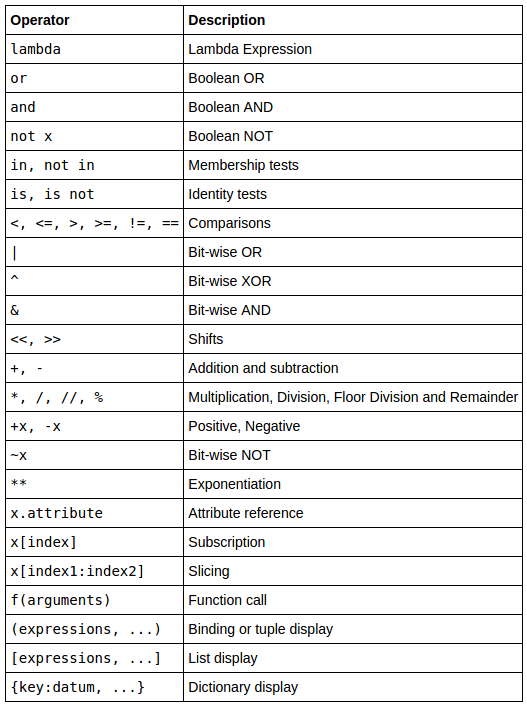 Operator Description
lambda Lambda Expression
or Boolean OR
and Boolean AND
not x Boolean NOT
in, not in Membership tests
is, is not Identity tests
<, <=, >, >=, !=, == Comparisons
| Bit-wise OR
^ Bit-wise XOR
& Bit-wise AND
<<, >> Shifts
+, - Addition and subtraction
*, /, //, % Multiplication, Division, Floor Division and Remainder
+x, -x Positive, Negative
~x Bit-wise NOT
** Exponentiation
x.attribute Attribute reference
x[index] Subscription
x[index1:index2] Slicing
f(arguments) Function call
(expressions, ...) Binding or tuple display
[expressions, ...] List display
{key:datum, ...} Dictionary display